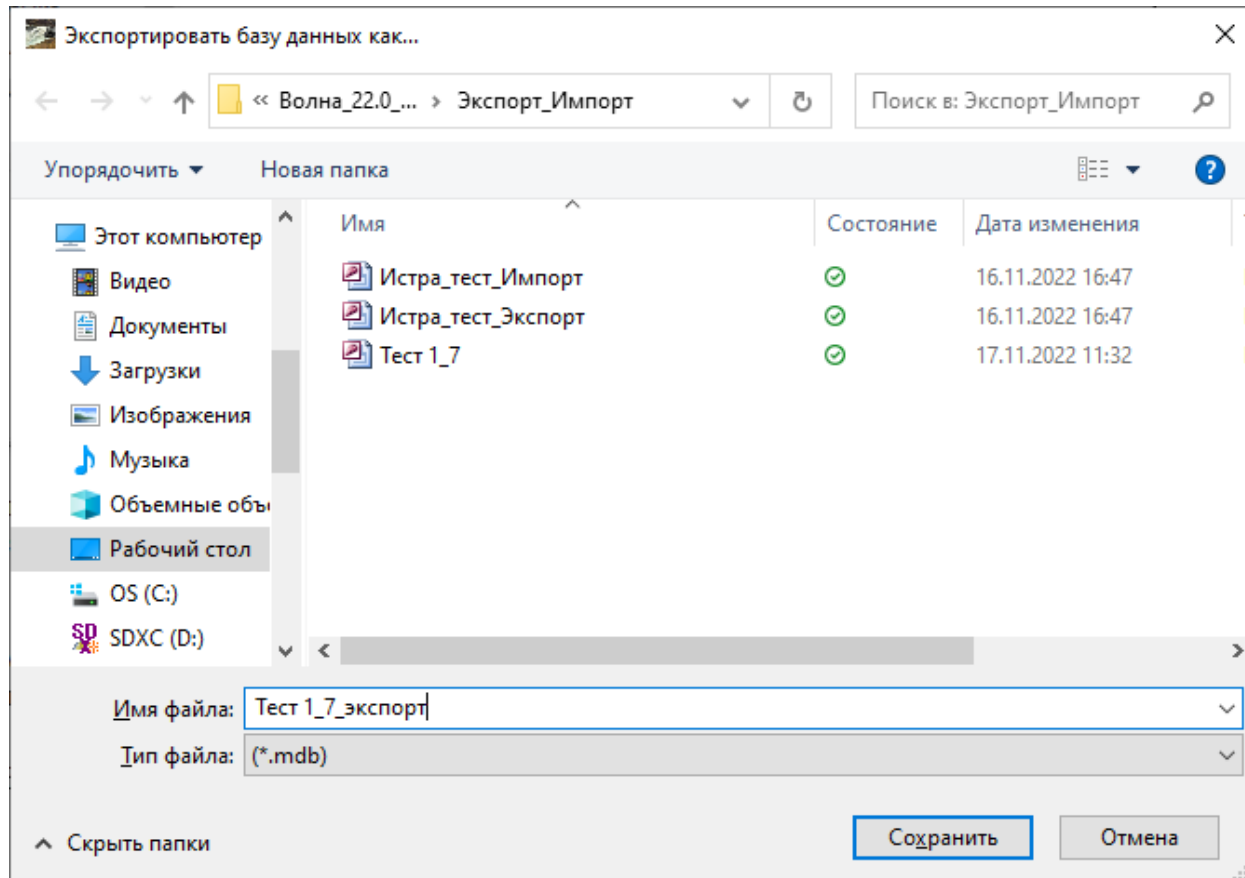 Экспортировать базу данных как...
« Волна_22.0_... › Экспорт_Импорт
Поиск в: Экспорт_Импорт
Упорядочить Новая папка
Имя Состояние Дата изменения
Этот компьютер
Видео
Документы
Загрузки
Изображения
Музыка
Объемные объ
Рабочий стол
OS (C:)
SDXC (D:)
Истра_тест_Импорт 16.11.2022 16:47
Истра_тест_Экспорт 16.11.2022 16:47
Тест 1_7 17.11.2022 11:32
Имя файла: Тест 1_7_экспорт
Тип файла: (*.mdb)
Скрыть папки Сохранить Отмена